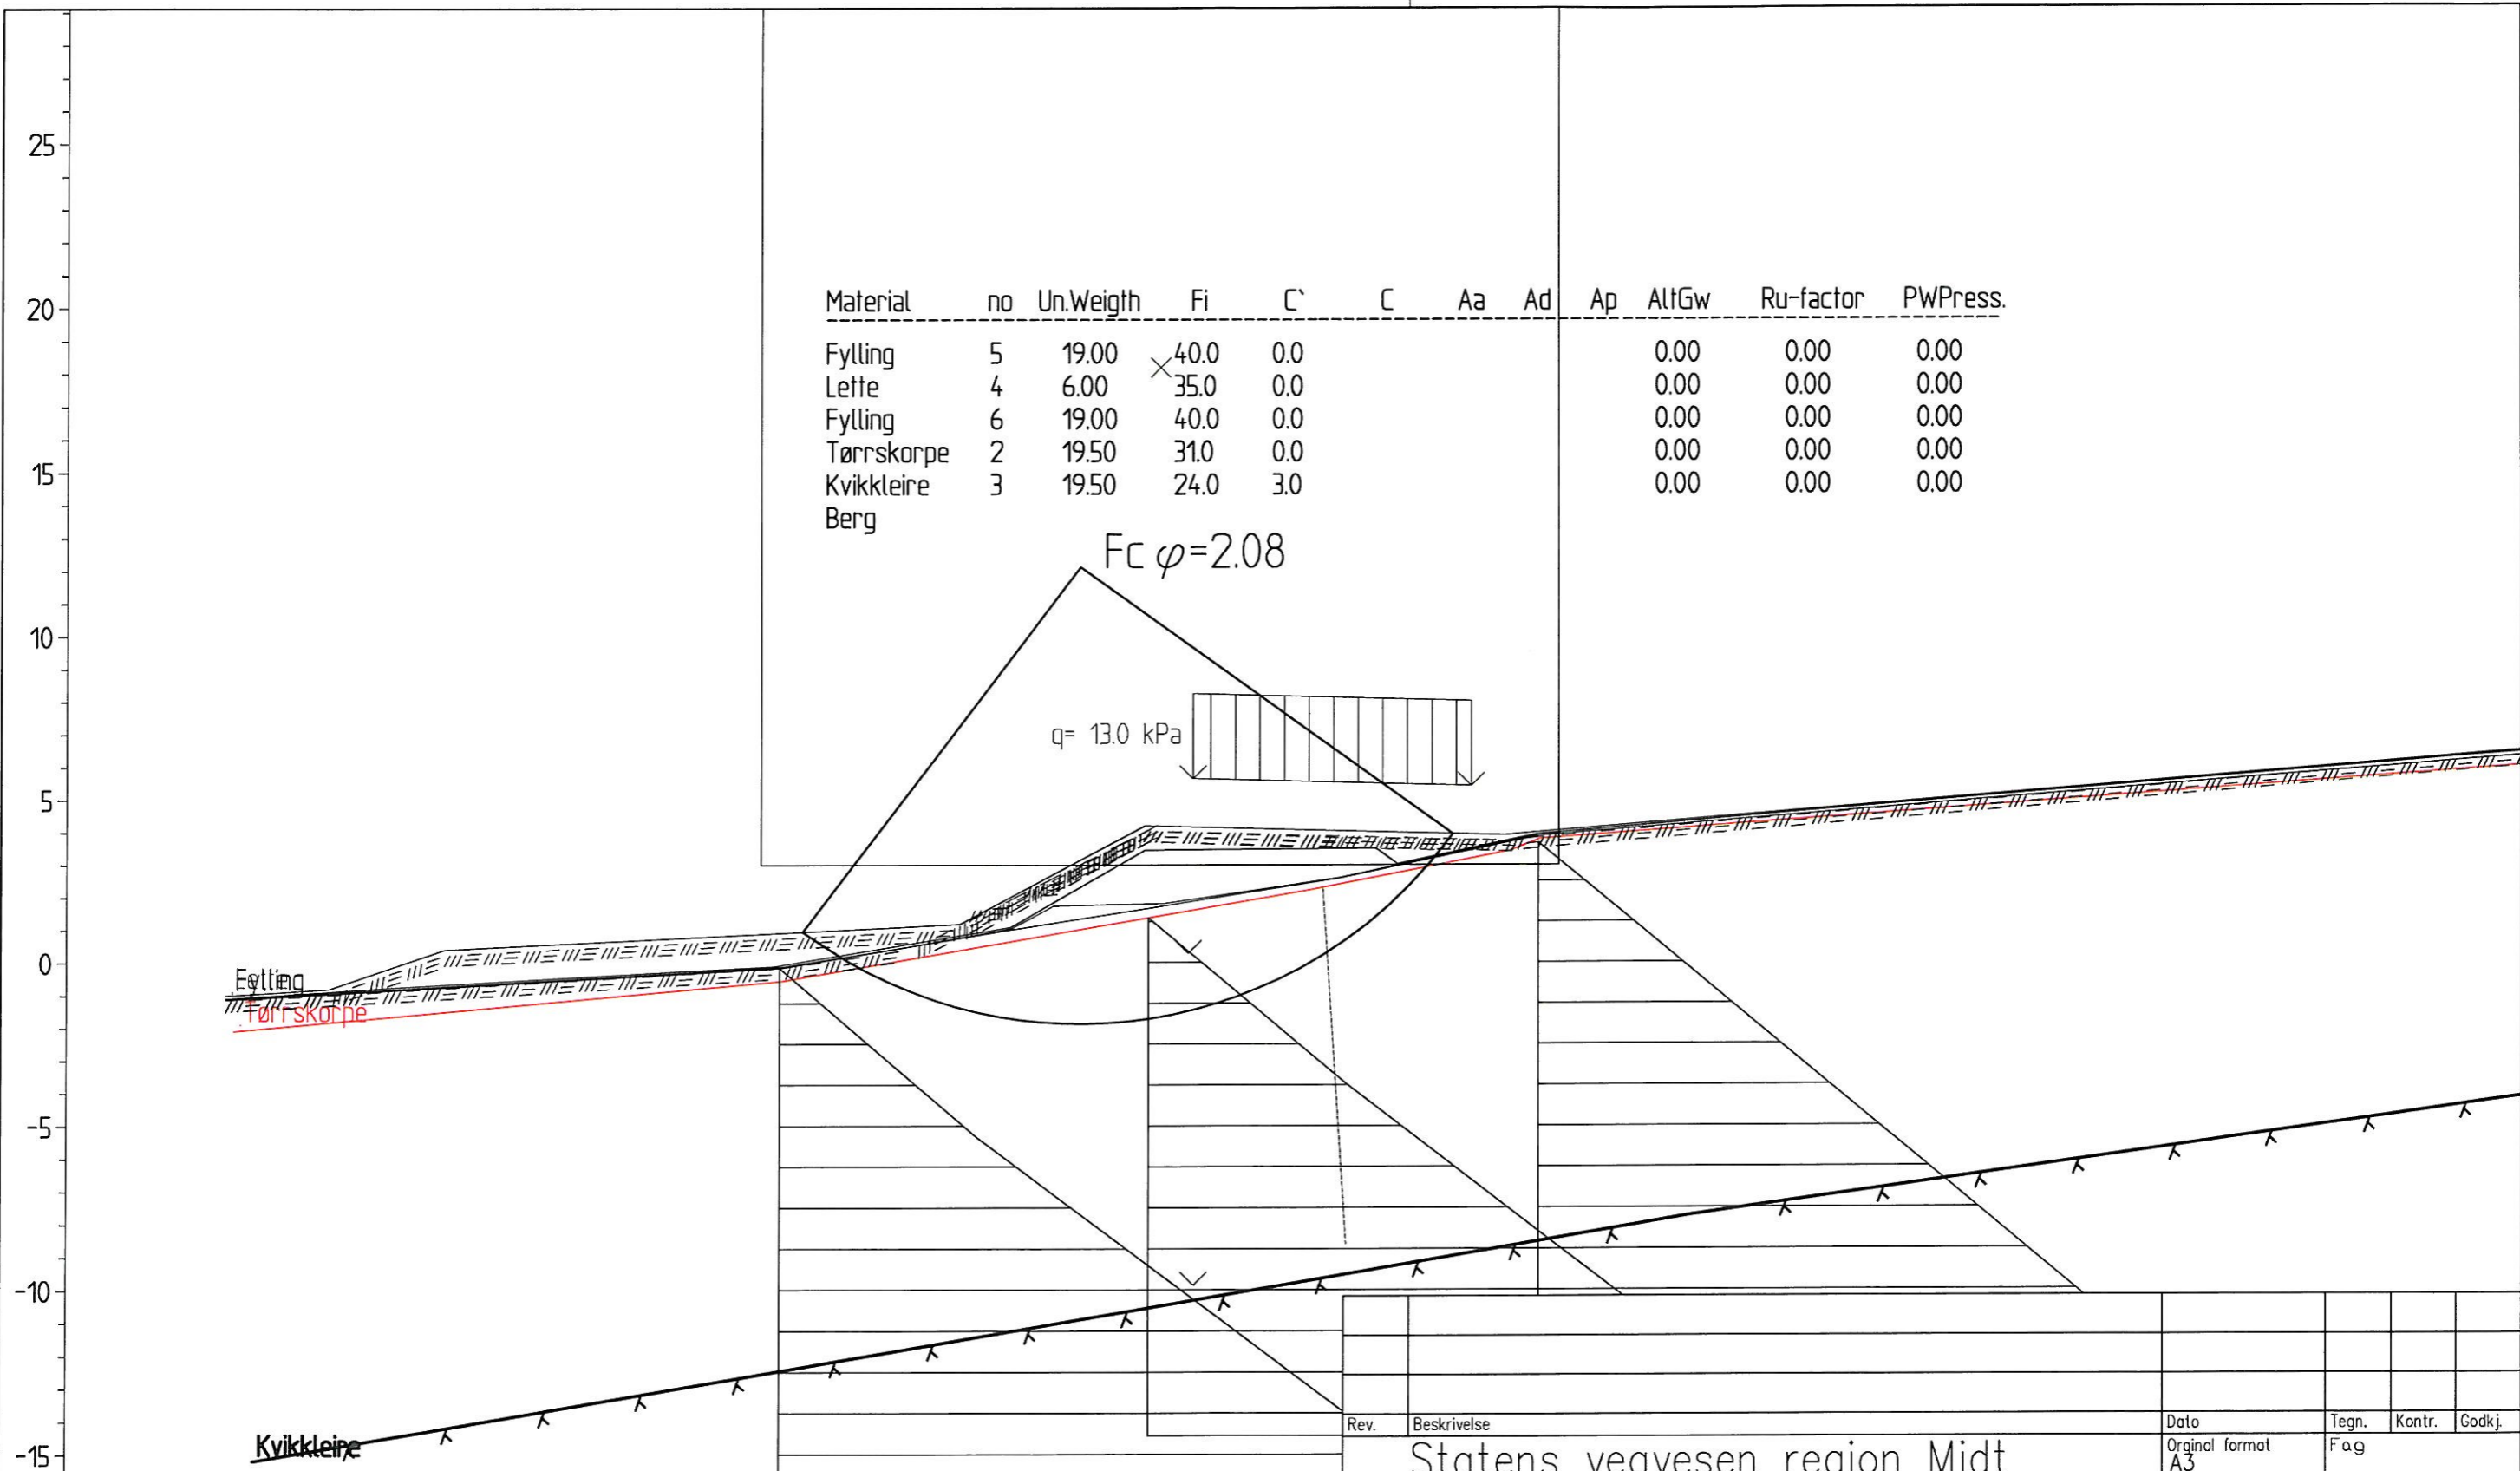 25
20
15
10
5
0
-5
-10
-15
Material no Un.Weigth Fi C` C Aa Ad Ap AltGw Ru-factor PWPress.
Fylling 5 19.00 40.0 0.0 0.00 0.00 0.00
Lette 4 6.00 35.0 0.0 0.00 0.00 0.00
Fylling 6 19.00 40.0 0.0 0.00 0.00 0.00
Tørrskorpe 2 19.50 31.0 0.0 0.00 0.00 0.00
Kvikkleire 3 19.50 24.0 3.0 0.00 0.00 0.00
Berg
Fc φ=2.08
q= 13.0 kPa
Tørrskorpe
Kvikkleire
Rev. Beskrivelse Dato Tegn. Kontr. Godkj.
Statens vegvesen region Midt
Orginal format
A3
Fag